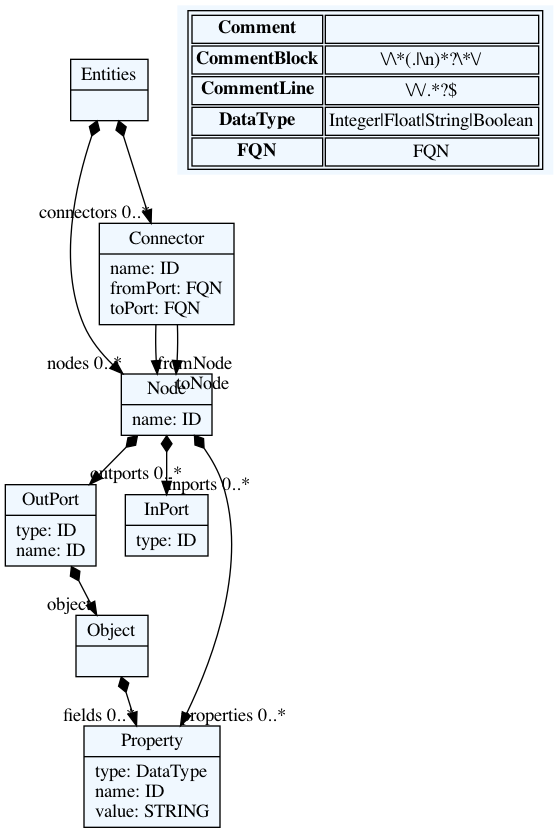 Comment
CommentBlock \/\*(.|\n)*?\*\/
CommentLine \/\/.*?$
DataType Integer|Float|String|Boolean
FQN FQN
Entities
connectors 0..*
Connector
name: ID
fromPort: FQN
toPort: FQN
nodes 0..*
fromNode
toNode
Node
name: ID
outports 0..*
inports 0..*
OutPort
type: ID
name: ID
InPort
type: ID
object
Object
fields 0..*
properties 0..*
Property
type: DataType
name: ID
value: STRING